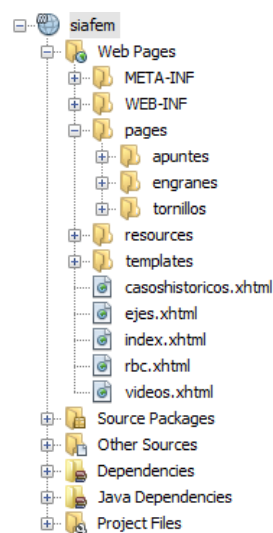 siafem
Web Pages
META-INF
WEB-INF
pages
apuntes
engranes
tornillos
resources
templates
casoshistoricos.xhtml
ejes.xhtml
index.xhtml
rbc.xhtml
videos.xhtml
Source Packages
Other Sources
Dependencies
Java Dependencies
Project Files